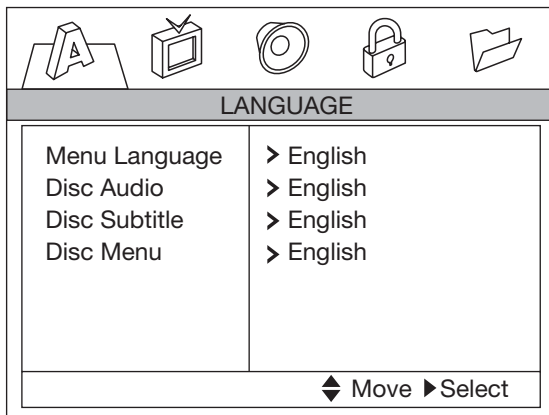 A
LANGUAGE
Menu Language > English
Disc Audio > English
Disc Subtitle > English
Disc Menu > English
Move Select